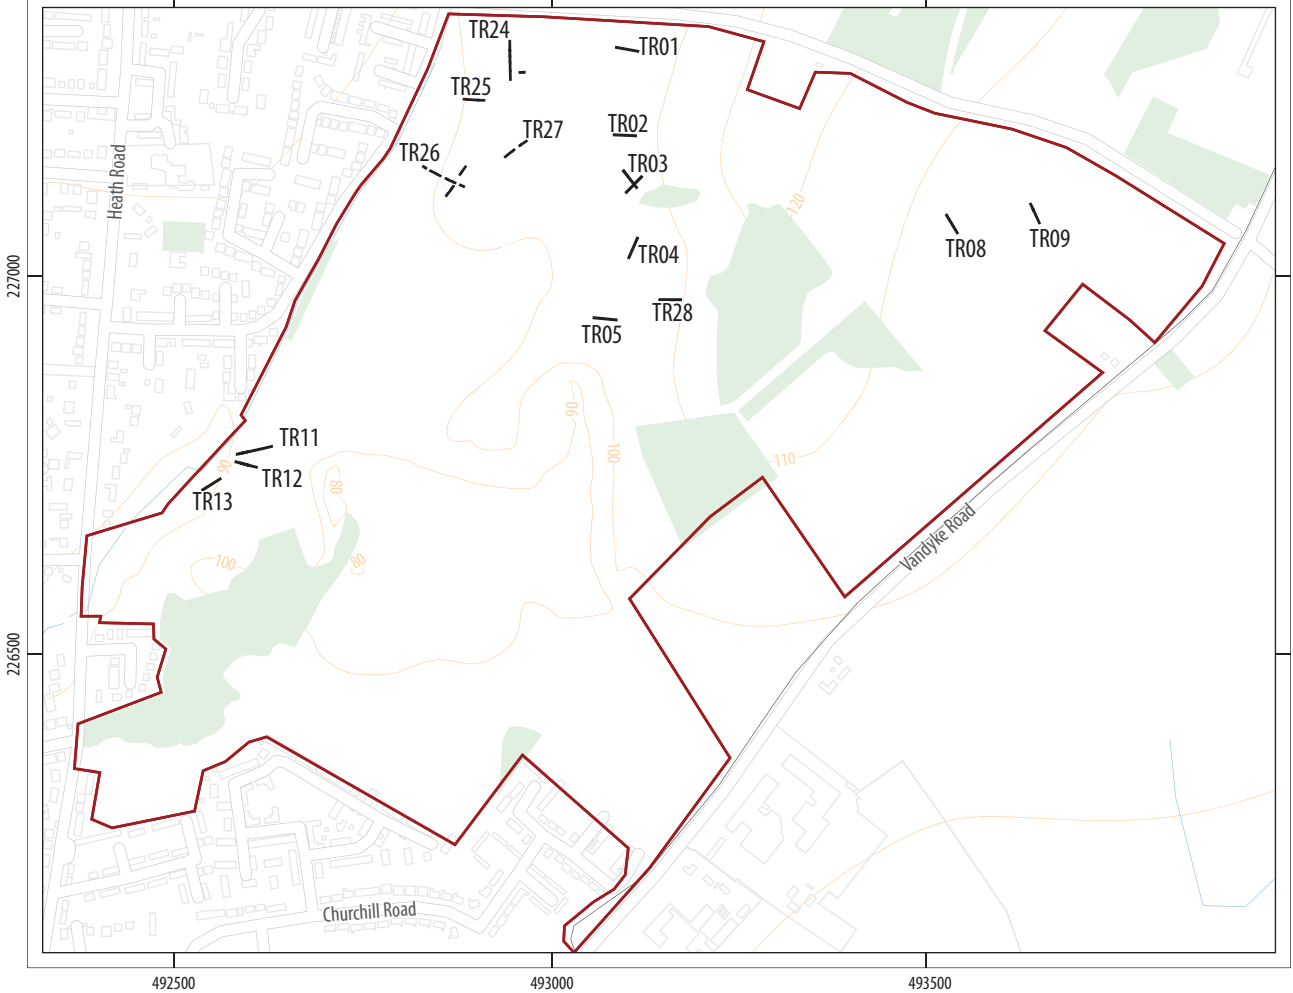 TR24
TR01
TR25
TR02
TR27
TR26
TR03
Heath Road
120
TR04
TR08
TR09
227000
TR28
TR05
90
100
TR11
90
TR12
110
80
TR13
Vandyke Road
100
80
226500
Churchill Road
492500
493000
493500